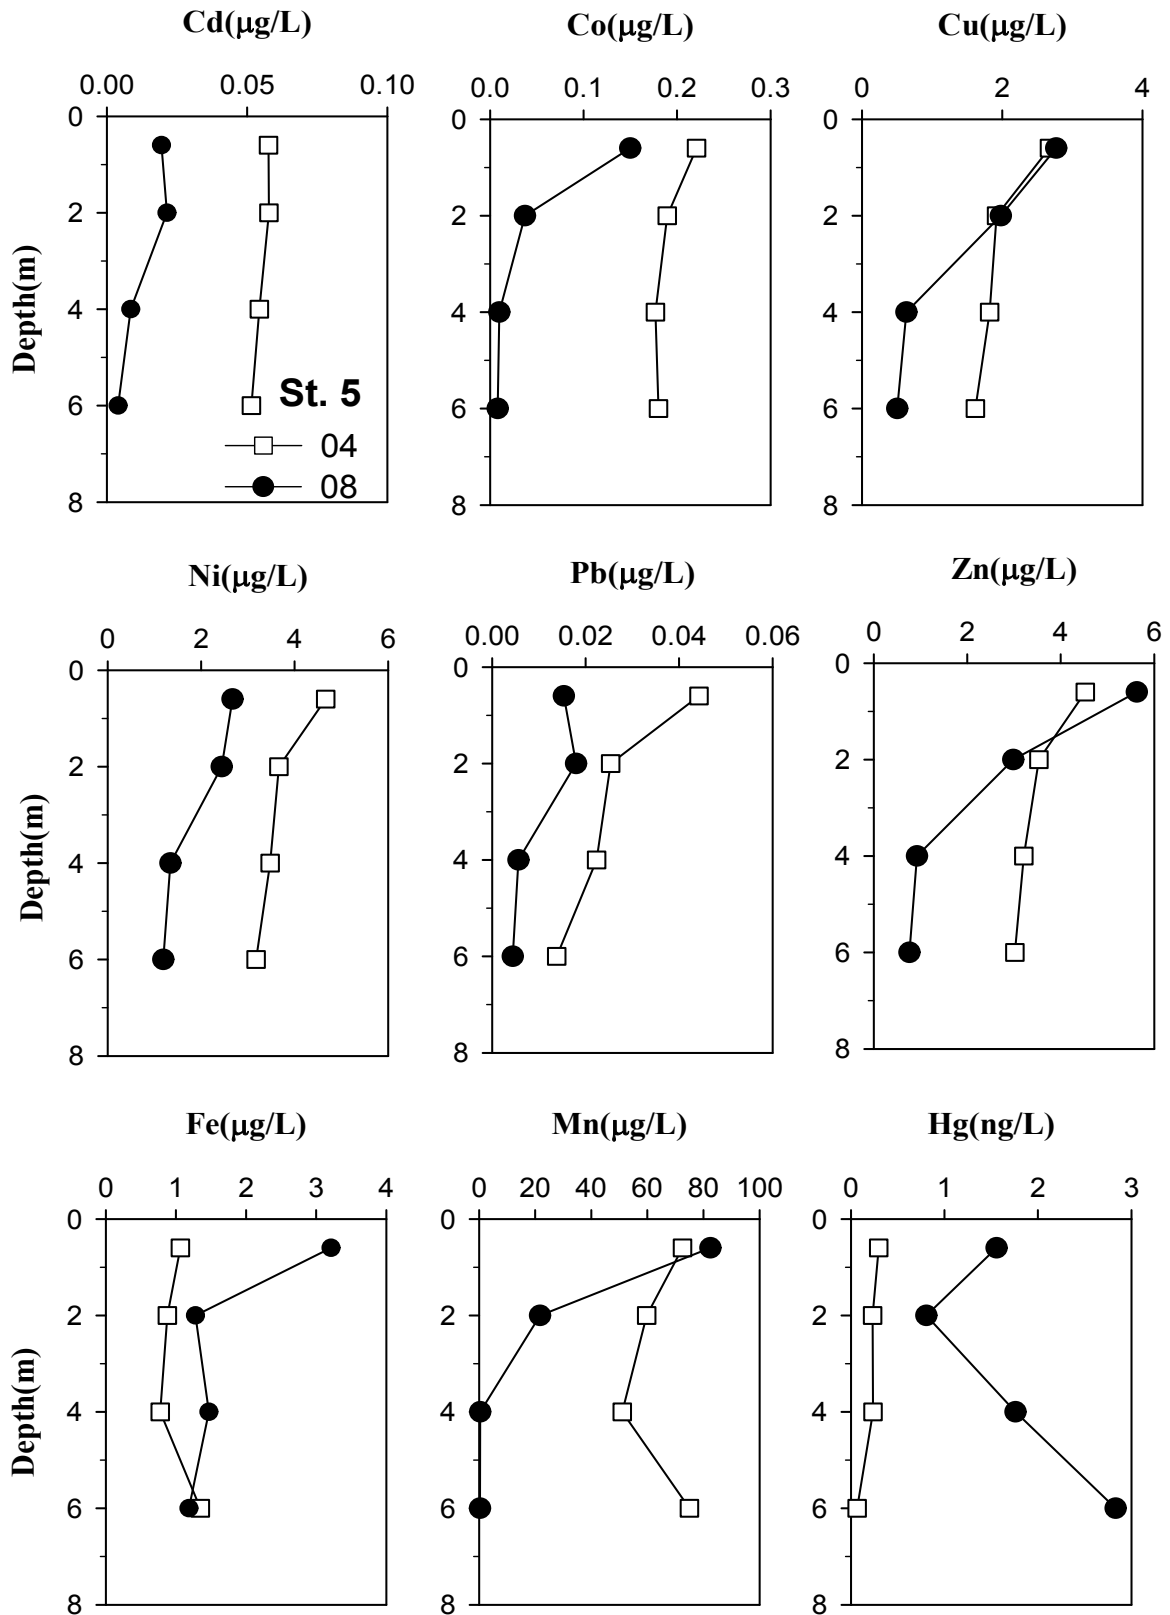 Cd(μg/L) Co(μg/L) Cu(μg/L)
0.00 0.05 0.10 0.0 0.1 0.2 0.3 0 2 4
0 0 0
2 2 2
4 4 4
6 6 6
8 8 8
Depth(m)
St. 5
04
08
Ni(μg/L) Pb(μg/L) Zn(μg/L)
0 2 4 6 0.00 0.02 0.04 0.06 0 2 4 6
0 0 0
2 2 2
4 4 4
6 6 6
8 8 8
Depth(m)
Fe(μg/L) Mn(μg/L) Hg(ng/L)
0 1 2 3 4 0 20 40 60 80 100 0 1 2 3
0 0 0
2 2 2
4 4 4
6 6 6
8 8 8
Depth(m)